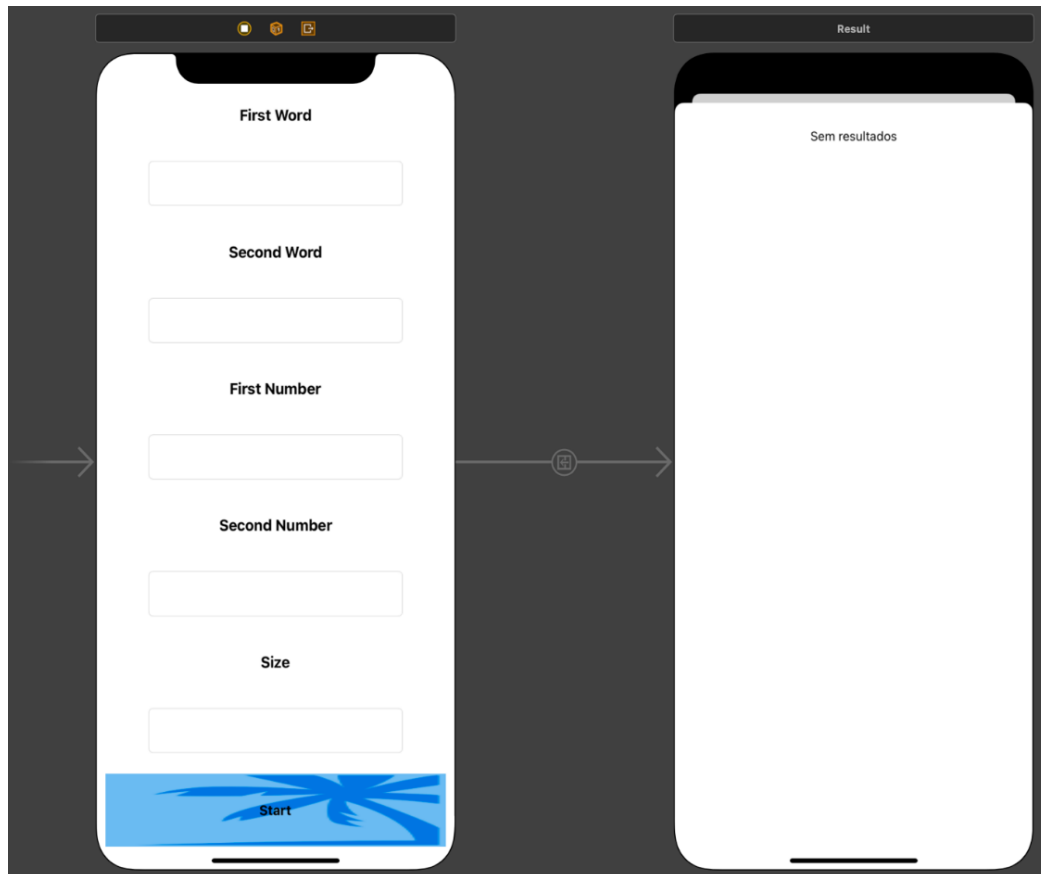 Result
First Word
Sem resultados
Second Word
First Number
Second Number
Size
Start